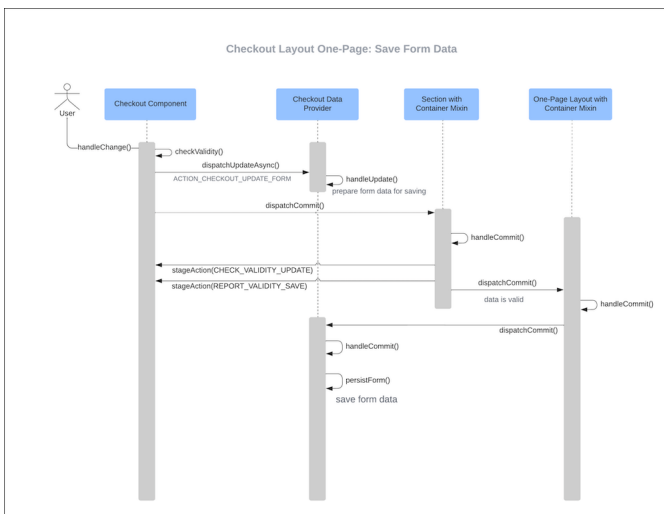 Checkout Layout One-Page: Save Form Data
User
Checkout Component
Checkout Data
Provider
Section with
Container Mixin
One-Page Layout with
Container Mixin
handleChange()
checkValidity()
dispatchUpdateAsync()
ACTION_CHECKOUT_UPDATE_FORM
handleUpdate()
prepare form data for saving
dispatchCommit()
handleCommit()
stageAction(CHECK_VALIDITY_UPDATE)
stageAction(REPORT_VALIDITY_SAVE)
dispatchCommit()
data is valid
handleCommit()
dispatchCommit()
handleCommit()
persistForm()
save form data